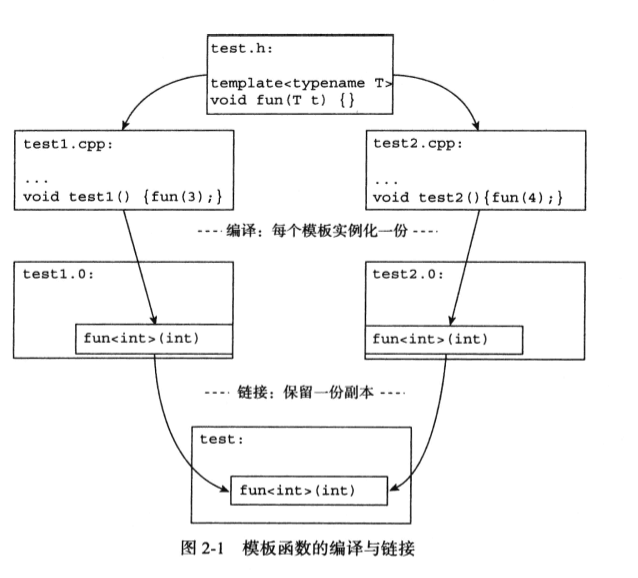 test.h:
template<typename T>
void fun(T t) {}
test1.cpp:
...
void test1() {fun(3);}
test2.cpp:
...
void test2(){fun(4);}
---- 编译：每个模板实例化一份 ----
test1.0:
fun<int>(int)
test2.0:
fun<int>(int)
---- 链接：保留一份副本 ----
test:
fun<int>(int)
图 2-1 模板函数的编译与链接